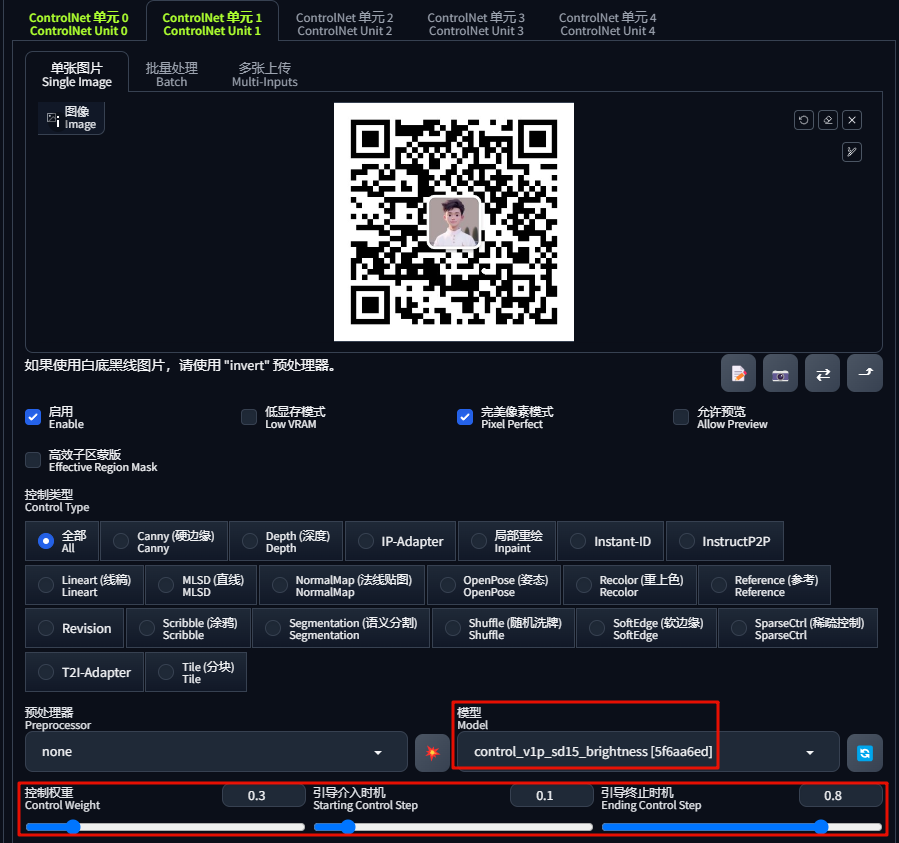 ControlNet 单元 0 ControlNet 单元 1 ControlNet 单元 2 ControlNet 单元 3 ControlNet 单元 4
ControlNet Unit 0 ControlNet Unit 1 ControlNet Unit 2 ControlNet Unit 3 ControlNet Unit 4
单张图片 批量处理 多张上传
Single Image Batch Multi-Inputs
图像
Image
如果使用白底黑线图片，请使用 "invert" 预处理器。
启用 低显存模式 完美像素模式 允许预览
Enable Low VRAM Pixel Perfect Allow Preview
高效子区蒙版
Effective Region Mask
控制类型
Control Type
全部 Canny (硬边缘) Depth (深度) IP-Adapter 局部重绘 Instant-ID InstructP2P
All Canny Depth Inpaint
Lineart (线稿) MLSD (直线) NormalMap (法线贴图) OpenPose (姿态) Recolor (重上色) Reference (参考)
Lineart MLSD NormalMap OpenPose Recolor Reference
Revision Scribble (涂鸦) Segmentation (语义分割) Shuffle (随机洗牌) SoftEdge (软边缘) SparseCtrl (稀疏控制)
Scribble Segmentation Shuffle SoftEdge SparseCtrl
T2I-Adapter Tile (分块)
Tile
预处理器 模型
Preprocessor Model
none control_v1p_sd15_brightness [5f6aa6ed]
控制权重 0.3 引导介入时机 0.1 引导终止时机 0.8
Control Weight Starting Control Step Ending Control Step